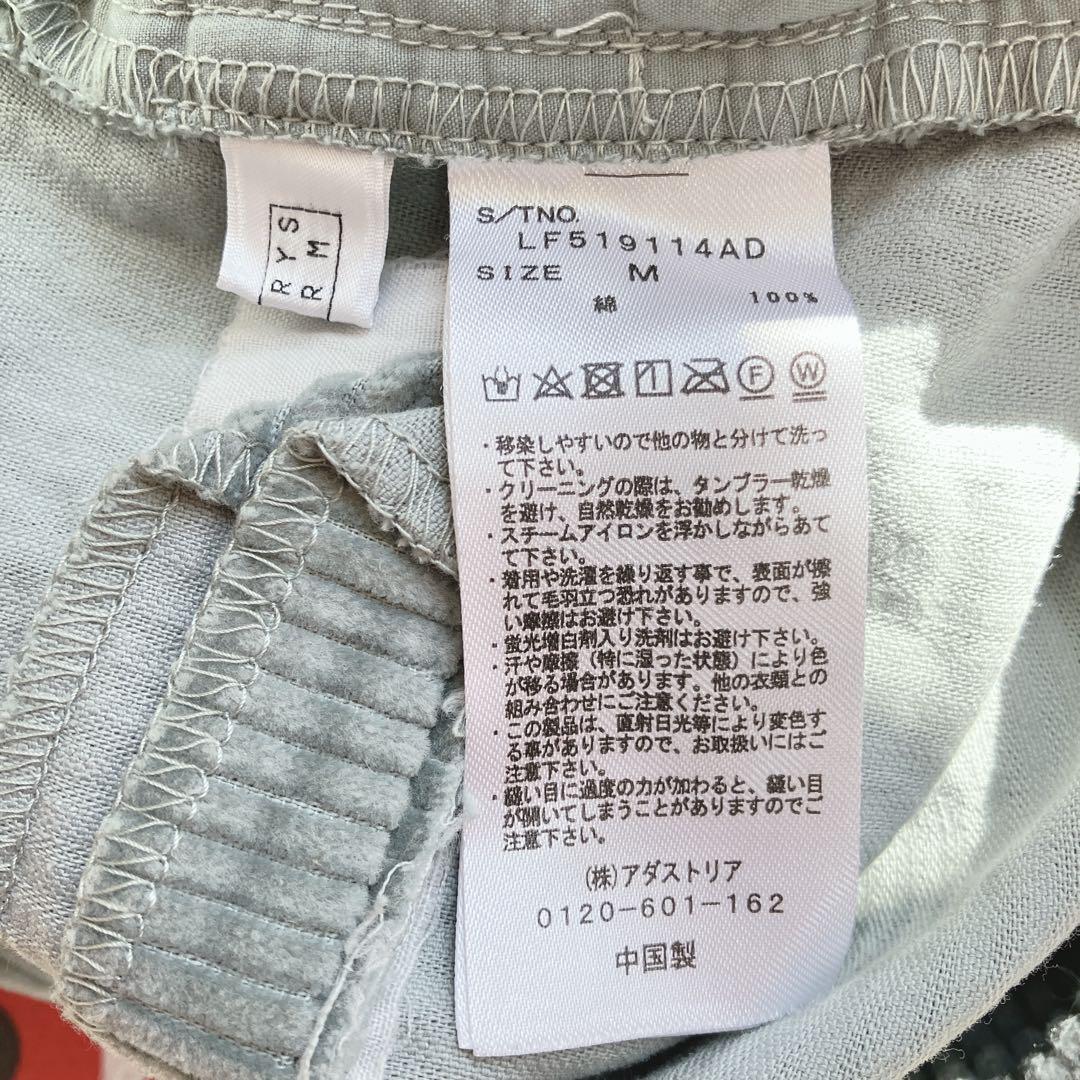 RYS
RM
S/TNO.
LF519114AD
SIZE M
綿 100%
F W
・移染しやすいので他の物と分けて洗っ
て下さい。
・クリーニングの際は、タンブラー乾燥
を避け、自然乾燥をお勧めします。
・スチームアイロンを浮かしながらあて
て下さい。
・着用や洗濯を繰り返す事で、表面が擦
れて毛羽立つ恐れがありますので、強
い摩擦はお避け下さい。
・蛍光増白剤入り洗剤はお避け下さい。
・汗や摩擦（特に湿った状態）により色
が移る場合があります。他の衣類との
組み合わせにご注意ください。
・この製品は、直射日光等により変色す
る事がありますので、お取扱いにはご
注意下さい。
・縫い目に過度の力が加わると、縫い目
が開いてしまうことがありますのでご
注意下さい。
(株)アダストリア
0120-601-162
中国製